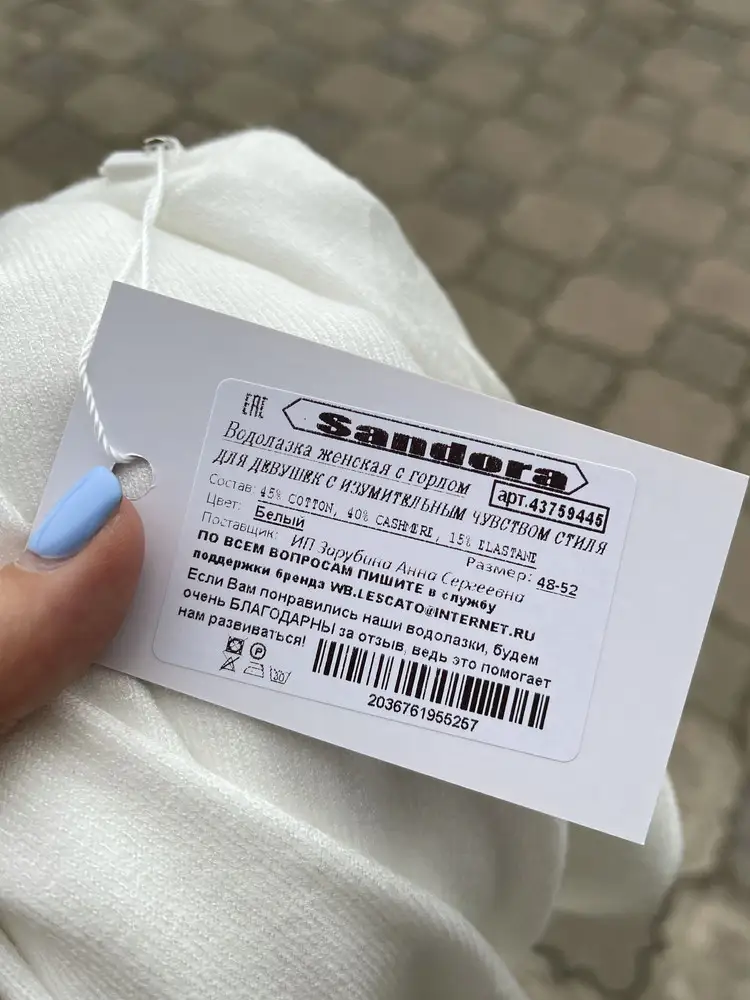 EAC
Sandora
Водолазка женская с горлом
арт.43759445
ДЛЯ ДЕВУШЕК С ИЗУМИТЕЛЬНЫМ ЧУВСТВОМ СТИЛЯ
Состав: 45% COTTON, 40% CASHMERE, 15% ELASTANE
Цвет: Белый
Размер: 48-52
Поставщик: ИП Зарубина Анна Сергеевна
ПО ВСЕМ ВОПРОСАМ ПИШИТЕ в службу
поддержки бренда WB.LESCATO@INTERNET.RU
Если Вам понравились наши водолазки, будем
очень БЛАГОДАРНЫ за отзыв, ведь это помогает
нам развиваться!
P
30
2036761955257